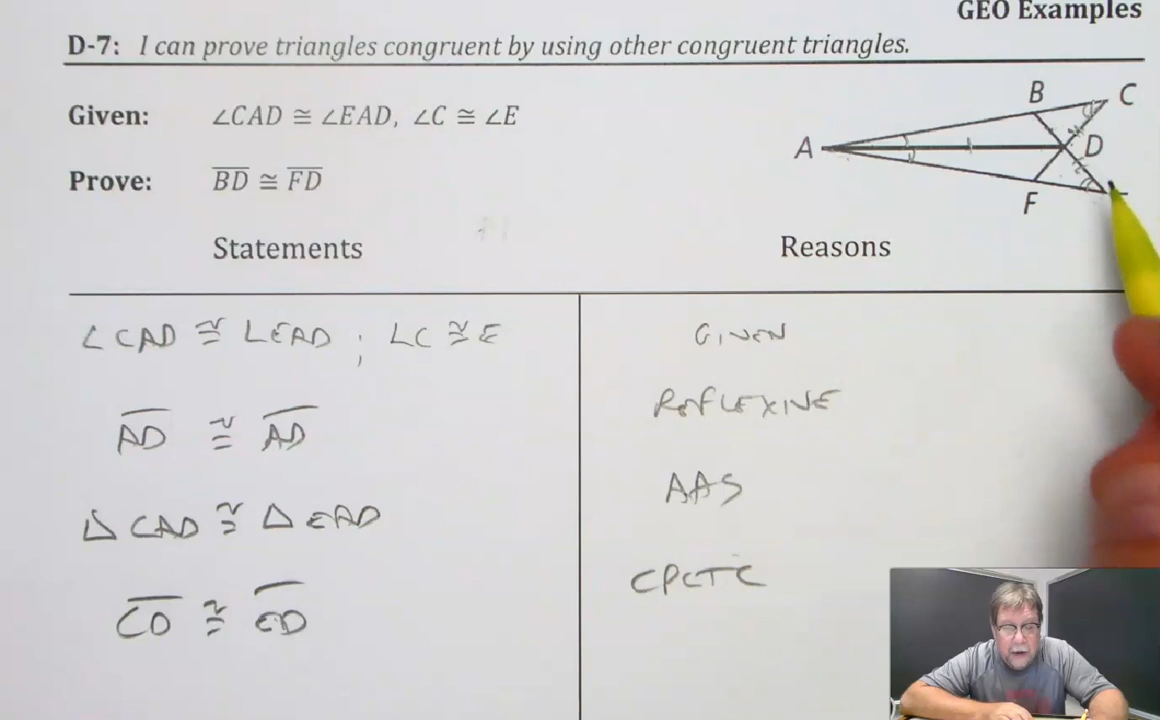 GEO Examples
D-7: I can prove triangles congruent by using other congruent triangles.
Given: ∠CAD ≅ ∠EAD, ∠C ≅ ∠E
Prove: BD ≅ FD
A B C D F
Statements Reasons
∠CAD ≅ ∠EAD ; ∠C ≅ E GIVEN
AD ≅ AD REFLEXIVE
△CAD ≅ △EAD AAS
CD ≅ ED CPCTC